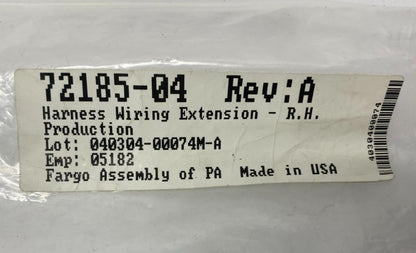 72185-04 Rev:A
Harness Wiring Extension - R.H.
Production
Lot: 040304-00074M-A
Emp: 05182
Fargo Assembly of PA Made in USA
4030400074